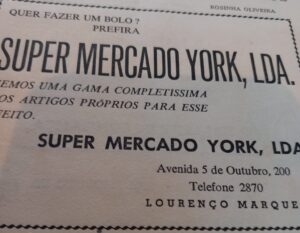 ROSINHA OLIVEIRA.
QUER FAZER UM BOLO ?
PREFIRA
SUPER MERCADO YORK, LDA.
EMOS UMA GAMA COMPLETISSIMA
OS ARTIGOS PRÓPRIOS PARA ESSE
EITO.
SUPER MERCADO YORK, LDA
Avenida 5 de Outubro, 200
Telefone 2870
LOURENÇO MARQUE